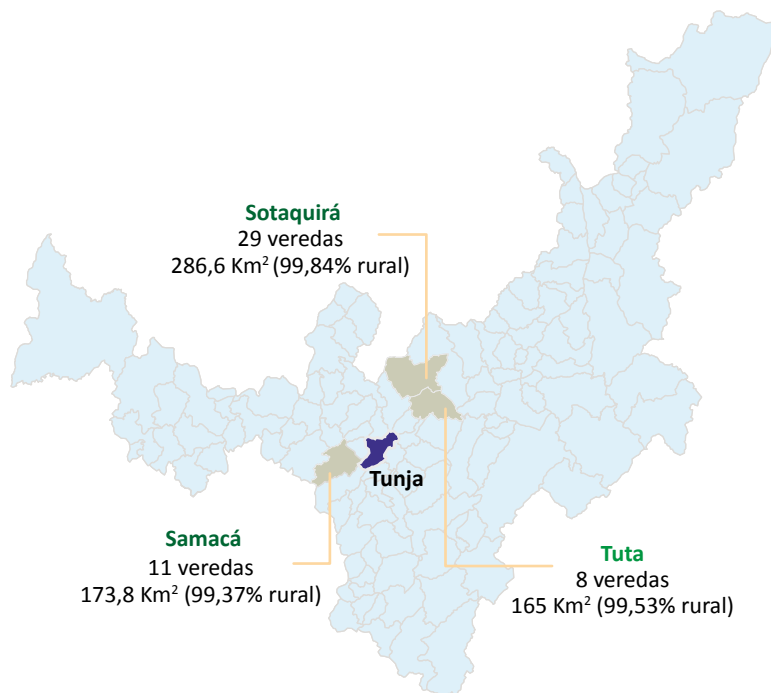 Sotaquirá
29 veredas
286,6 Km² (99,84% rural)
Tunja
Samacá
11 veredas
173,8 Km² (99,37% rural)
Tuta
8 veredas
165 Km² (99,53% rural)